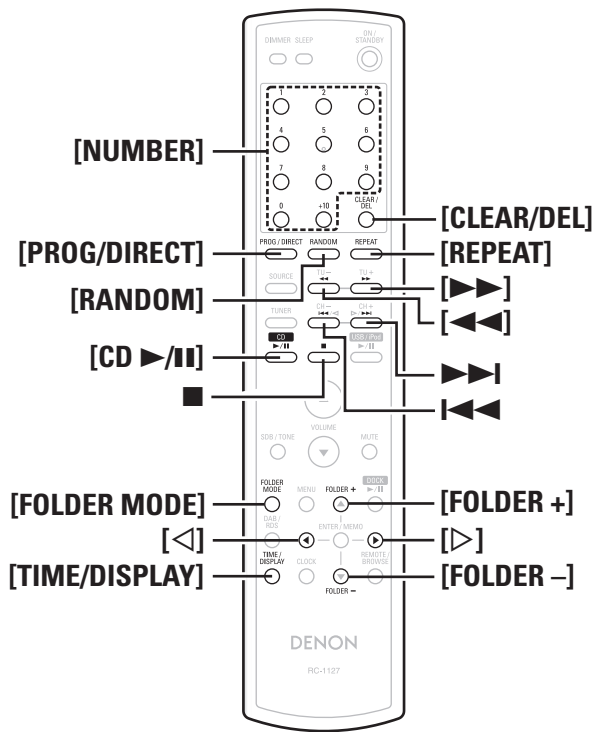 DIMMER SLEEP
ON /
STANDBY
1 2 3
4 5 6
[NUMBER]
7 8 9
0 +10
CLEAR /
DEL
[CLEAR/DEL]
[PROG/DIRECT]
PROG / DIRECT RANDOM REPEAT
[REPEAT]
[RANDOM]
SOURCE
TU –
◀◀
TU +
▶▶
[▶▶]
[◀◀]
TUNER
CH –
I◀◀/◁
CH +
▷/▶▶I
[CD ▶/II]
CD
▶/II
■
USB / iPod
▶/II
▶▶I
I◀◀
■
–
VOLUME
SDB / TONE
▼
MUTE
[FOLDER MODE]
FOLDER
MODE
MENU
FOLDER +
▲
DOCK
▶/II
[FOLDER +]
[◁]
DAB /
RDS
◀
ENTER / MEMO
▶
[▷]
[TIME/DISPLAY]
TIME /
DISPLAY
CLOCK
▼
FOLDER –
REMOTE /
BROWSE
[FOLDER –]
DENON
RC-1127